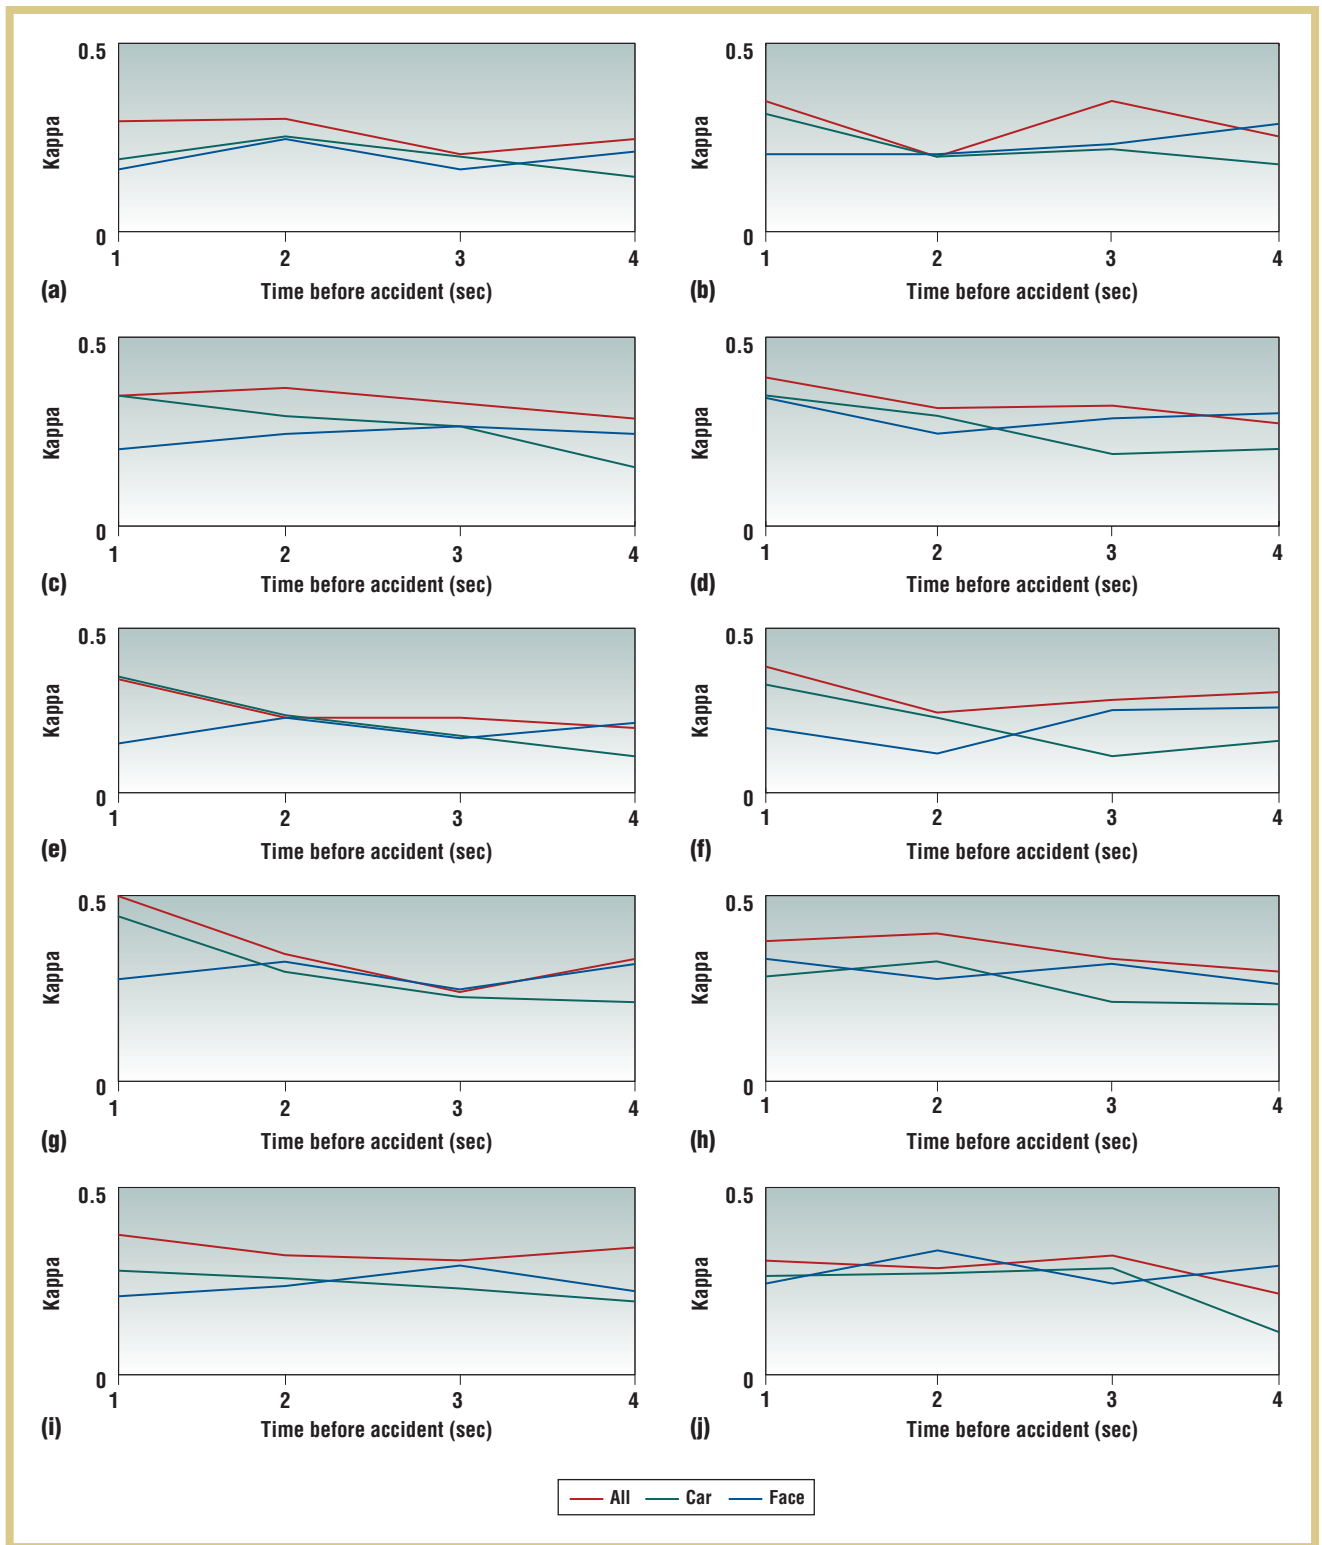 0.5
0.5
Kappa
Kappa
0
0
1 2 3 4
1 2 3 4
(a) Time before accident (sec)
(b) Time before accident (sec)
0.5
0.5
Kappa
Kappa
0
0
1 2 3 4
1 2 3 4
(c) Time before accident (sec)
(d) Time before accident (sec)
0.5
0.5
Kappa
Kappa
0
0
1 2 3 4
1 2 3 4
(e) Time before accident (sec)
(f) Time before accident (sec)
0.5
0.5
Kappa
Kappa
0
0
1 2 3 4
1 2 3 4
(g) Time before accident (sec)
(h) Time before accident (sec)
0.5
0.5
Kappa
Kappa
0
0
1 2 3 4
1 2 3 4
(i) Time before accident (sec)
(j) Time before accident (sec)
All Car Face